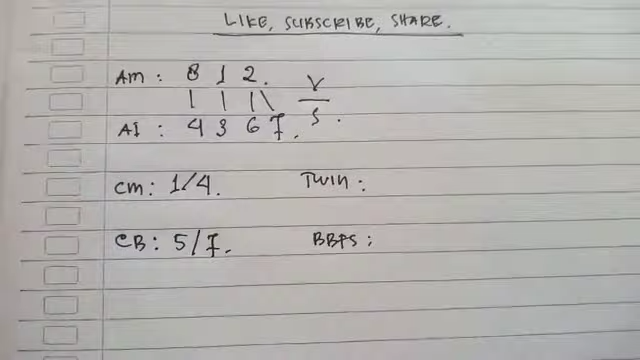 LIKE, SUBSCRIBE, SHARE.
AM : 8 1 2. V
AI : 4 3 6 7. S.
CM : 1/4. TWIN :
CB : 5/7. BBFS :